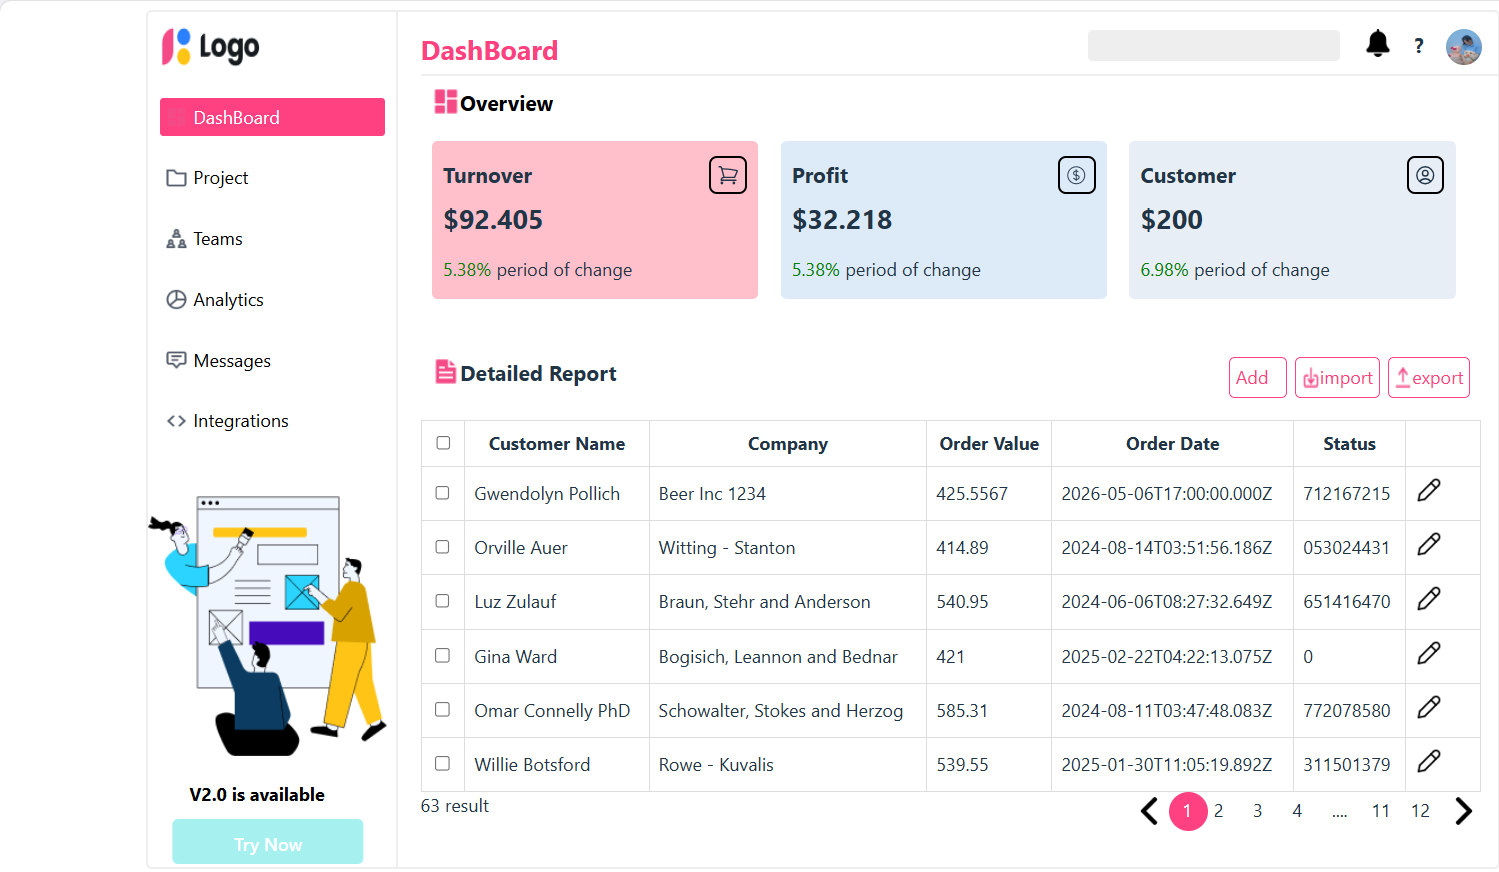 Logo
DashBoard
Project
Teams
Analytics
Messages
Integrations
V2.0 is available
Try Now
DashBoard
?
Overview
Turnover
$92.405
5.38% period of change
Profit
$32.218
5.38% period of change
Customer
$200
6.98% period of change
Detailed Report
Add import export
Customer Name Company Order Value Order Date Status
Gwendolyn Pollich Beer Inc 1234 425.5567 2026-05-06T17:00:00.000Z 712167215
Orville Auer Witting - Stanton 414.89 2024-08-14T03:51:56.186Z 053024431
Luz Zulauf Braun, Stehr and Anderson 540.95 2024-06-06T08:27:32.649Z 651416470
Gina Ward Bogisich, Leannon and Bednar 421 2025-02-22T04:22:13.075Z 0
Omar Connelly PhD Schowalter, Stokes and Herzog 585.31 2024-08-11T03:47:48.083Z 772078580
Willie Botsford Rowe - Kuvalis 539.55 2025-01-30T11:05:19.892Z 311501379
63 result
1 2 3 4 .... 11 12